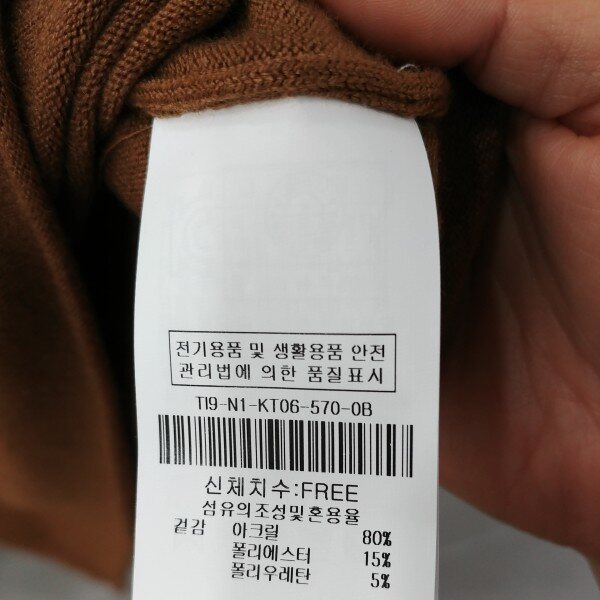 전기용품 및 생활용품 안전
관리법에 의한 품질표시
TI9-N1-KT06-570-0B
신체치수:FREE
섬유의조성및혼용율
겉감 아크릴 80%
폴리에스터 15%
폴리우레탄 5%